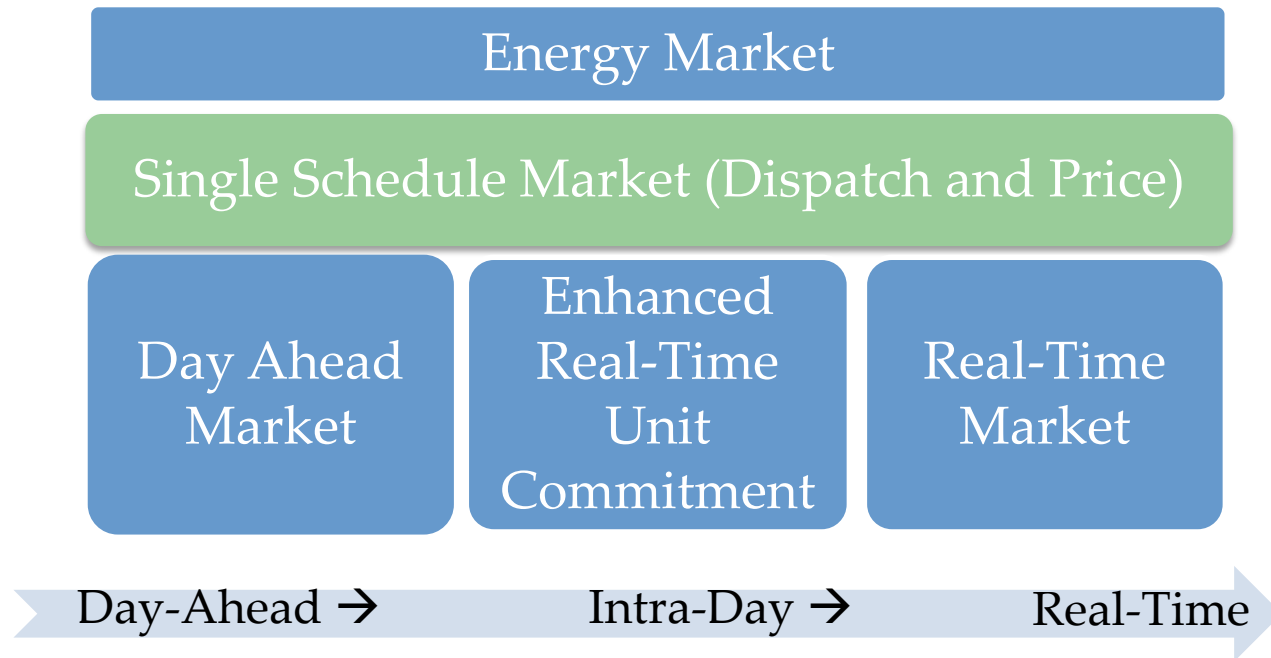 Energy Market
Single Schedule Market (Dispatch and Price)
Day Ahead
Market
Enhanced
Real-Time
Unit
Commitment
Real-Time
Market
Day-Ahead →
Intra-Day →
Real-Time